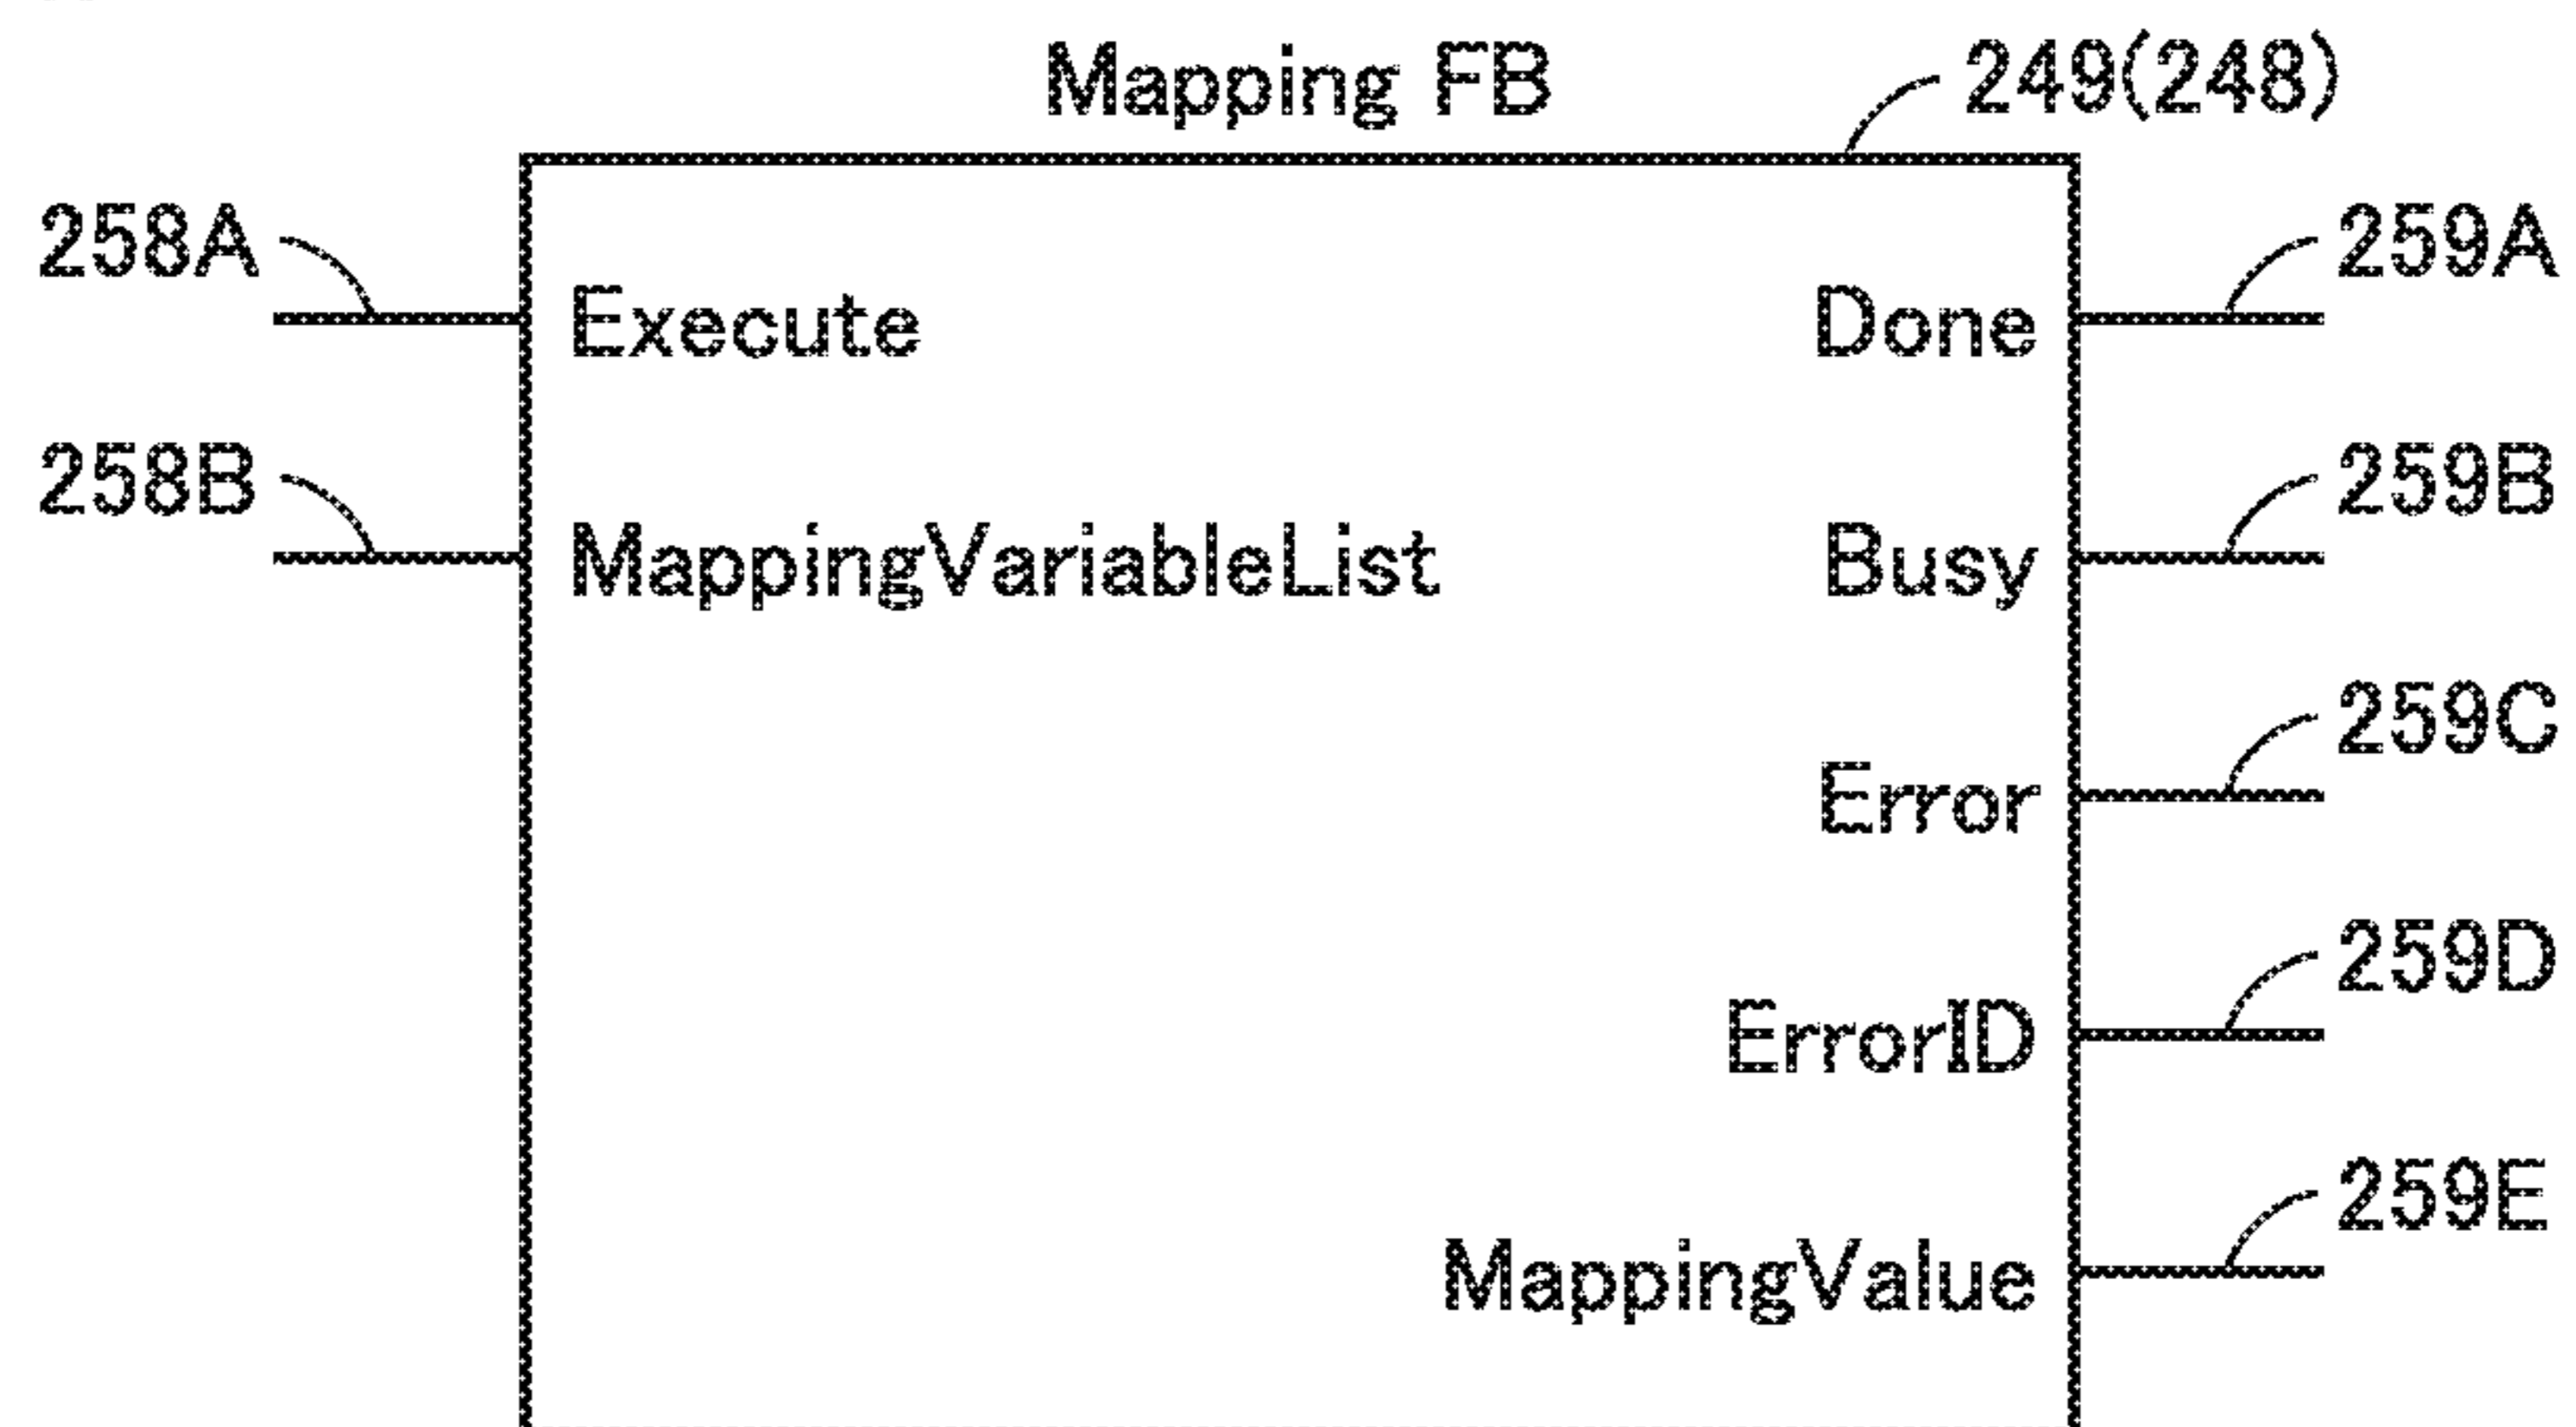 Mapping FB 249(248)
258A 259A
Execute Done
258B 259B
MappingVariableList Busy
259C
Error
259D
ErrorID
259E
MappingValue